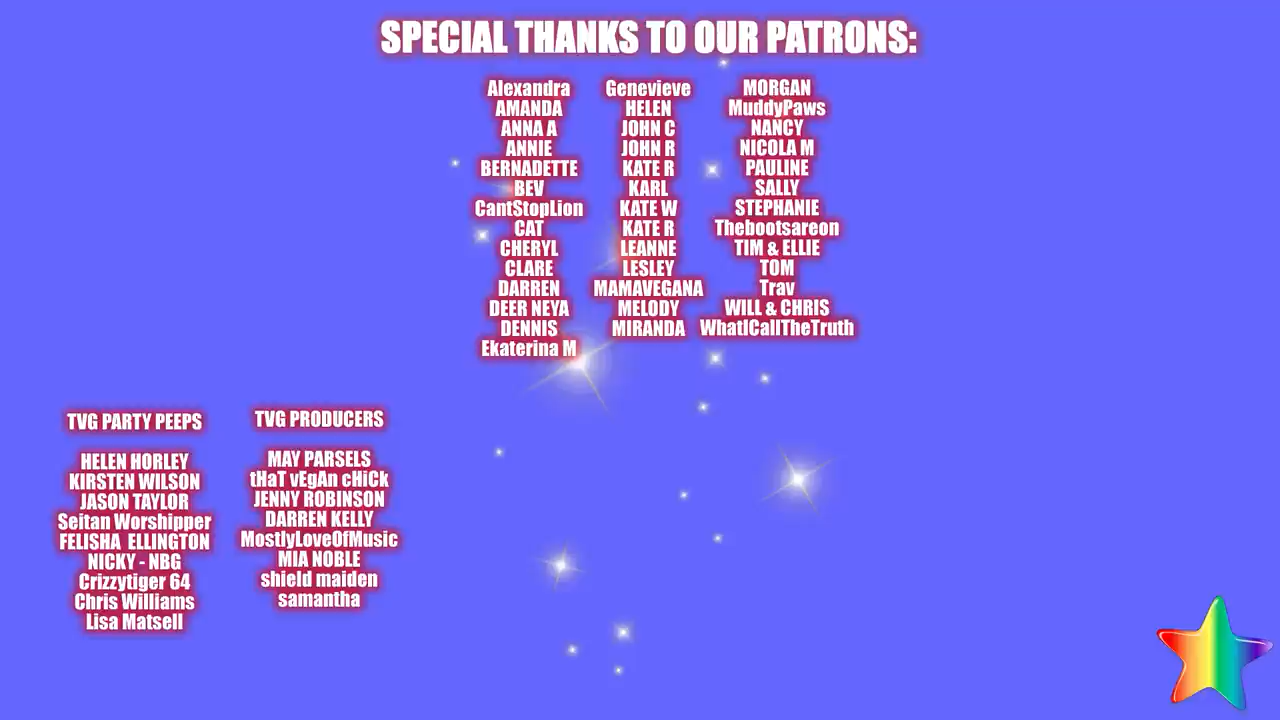 SPECIAL THANKS TO OUR PATRONS:
Alexandra
AMANDA
ANNA A
ANNIE
BERNADETTE
BEV
CantStopLion
CAT
CHERYL
CLARE
DARREN
DEER NEYA
DENNIS
Ekaterina M
Genevieve
HELEN
JOHN C
JOHN R
KATE R
KARL
KATE W
KATE R
LEANNE
LESLEY
MAMAVEGANA
MELODY
MIRANDA
MORGAN
MuddyPaws
NANCY
NICOLA M
PAULINE
SALLY
STEPHANIE
Thebootsareon
TIM & ELLIE
TOM
Trav
WILL & CHRIS
WhatICallTheTruth
TVG PARTY PEEPS
HELEN HORLEY
KIRSTEN WILSON
JASON TAYLOR
Seitan Worshipper
FELISHA ELLINGTON
NICKY - NBG
Crizzytiger 64
Chris Williams
Lisa Matsell
TVG PRODUCERS
MAY PARSELS
tHaT vEgAn cHiCk
JENNY ROBINSON
DARREN KELLY
MostlyLoveOfMusic
MIA NOBLE
shield maiden
samantha